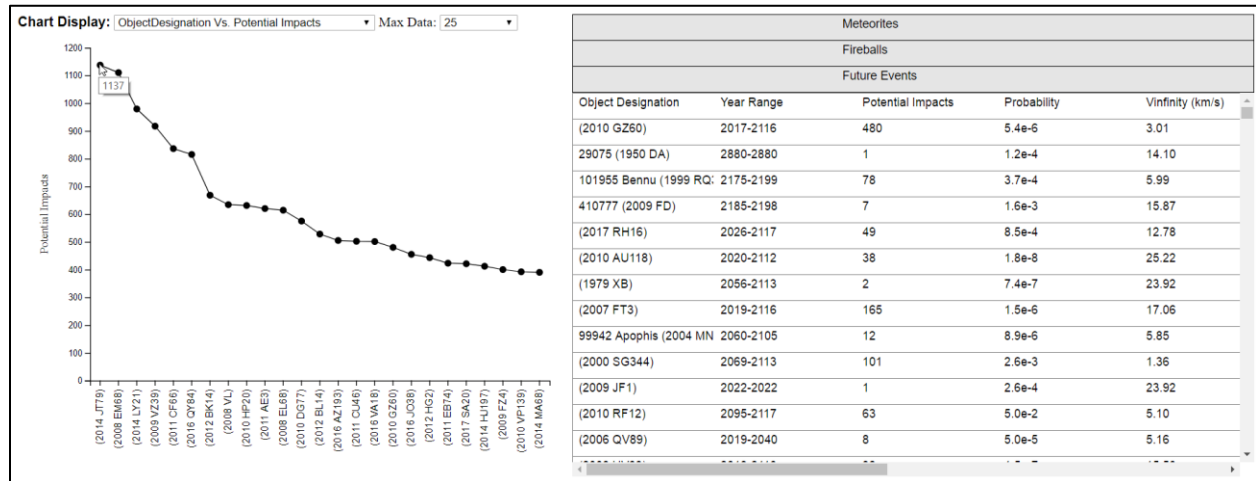 Chart Display: ObjectDesignation Vs. Potential Impacts Max Data: 25
1200
1100
1000
900
800
700
600
500
400
300
200
100
0
Potential Impacts
1137
(2014 JT79)
(2008 EM68)
(2014 LY21)
(2009 VZ39)
(2011 CF66)
(2016 QY84)
(2012 BK14)
(2008 VL)
(2010 HP20)
(2011 AE3)
(2008 EL68)
(2010 DG77)
(2012 BL14)
(2016 AZ193)
(2011 CU46)
(2016 VA18)
(2010 GZ60)
(2016 JO38)
(2012 HG2)
(2011 EB74)
(2017 SA20)
(2014 HJ197)
(2009 FZ4)
(2010 VP139)
(2014 MA68)
Meteorites
Fireballs
Future Events
Object Designation Year Range Potential Impacts Probability Vinfinity (km/s)
(2010 GZ60) 2017-2116 480 5.4e-6 3.01
29075 (1950 DA) 2880-2880 1 1.2e-4 14.10
101955 Bennu (1999 RQ 2175-2199 78 3.7e-4 5.99
410777 (2009 FD) 2185-2198 7 1.6e-3 15.87
(2017 RH16) 2026-2117 49 8.5e-4 12.78
(2010 AU118) 2020-2112 38 1.8e-8 25.22
(1979 XB) 2056-2113 2 7.4e-7 23.92
(2007 FT3) 2019-2116 165 1.5e-6 17.06
99942 Apophis (2004 MN 2060-2105 12 8.9e-6 5.85
(2000 SG344) 2069-2113 101 2.6e-3 1.36
(2009 JF1) 2022-2022 1 2.6e-4 23.92
(2010 RF12) 2095-2117 63 5.0e-2 5.10
(2006 QV89) 2019-2040 8 5.0e-5 5.16